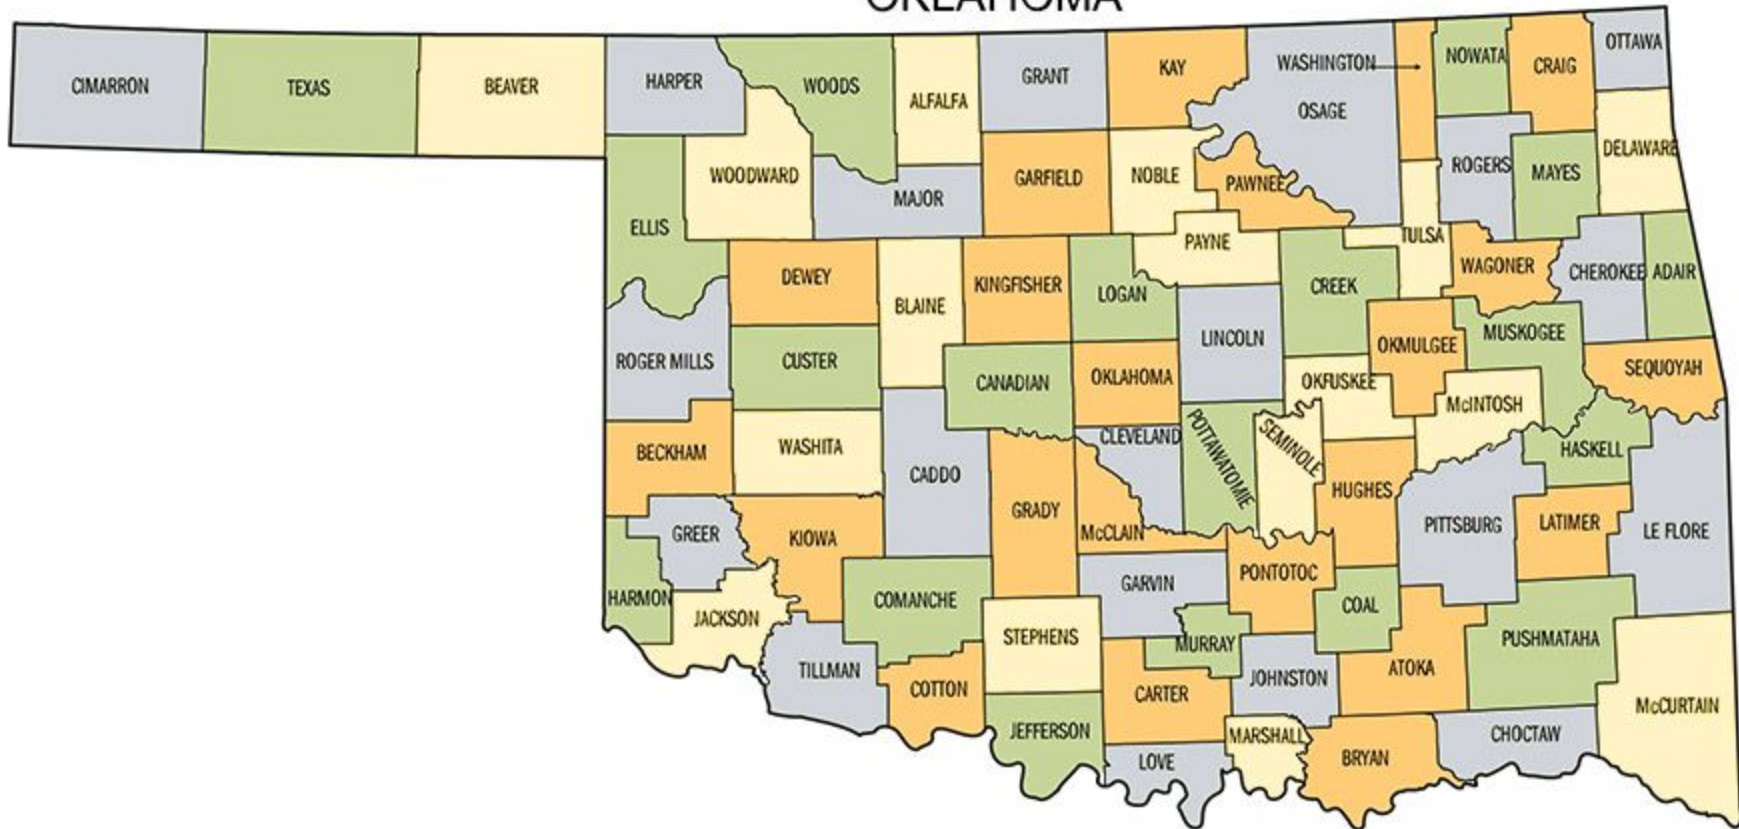 OKLAHOMA
CIMARRON
TEXAS
BEAVER
HARPER
WOODS
ALFALFA
GRANT
KAY
WASHINGTON
OSAGE
NOWATA
CRAIG
OTTAWA
WOODWARD
MAJOR
GARFIELD
NOBLE
PAWNEE
ROGERS
MAYES
DELAWARE
ELLIS
DEWEY
BLAINE
KINGFISHER
LOGAN
PAYNE
CREEK
TULSA
WAGONER
CHEROKEE
ADAIR
ROGER MILLS
CUSTER
CANADIAN
OKLAHOMA
LINCOLN
OKFUSKEE
OKMULGEE
MUSKOGEE
SEQUOYAH
McINTOSH
BECKHAM
WASHITA
CADDO
GRADY
CLEVELAND
POTTAWATOMIE
SEMINOLE
HUGHES
HASKELL
GREER
KIOWA
McCLAIN
PITTSBURG
LATIMER
LE FLORE
HARMON
JACKSON
COMANCHE
STEPHENS
GARVIN
PONTOTOC
COAL
MURRAY
TILLMAN
COTTON
JEFFERSON
CARTER
JOHNSTON
ATOKA
PUSHMATAHA
McCURTAIN
LOVE
MARSHALL
BRYAN
CHOCTAW